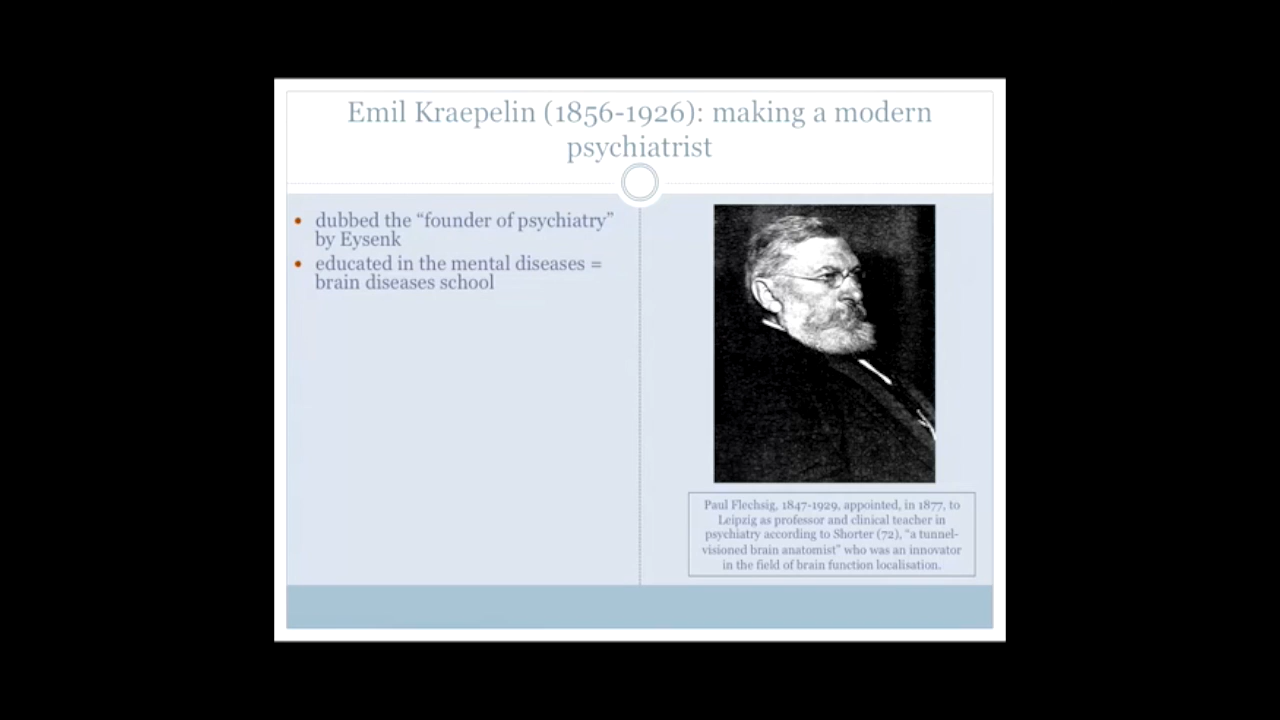 Emil Kraepelin (1856-1926): making a modern
psychiatrist
• dubbed the “founder of psychiatry”
by Eysenk
• educated in the mental diseases =
brain diseases school
Paul Flechsig, 1847-1929, appointed, in 1877, to
Leipzig as professor and clinical teacher in
psychiatry according to Shorter (72), “a tunnel-
visioned brain anatomist” who was an innovator
in the field of brain function localisation.